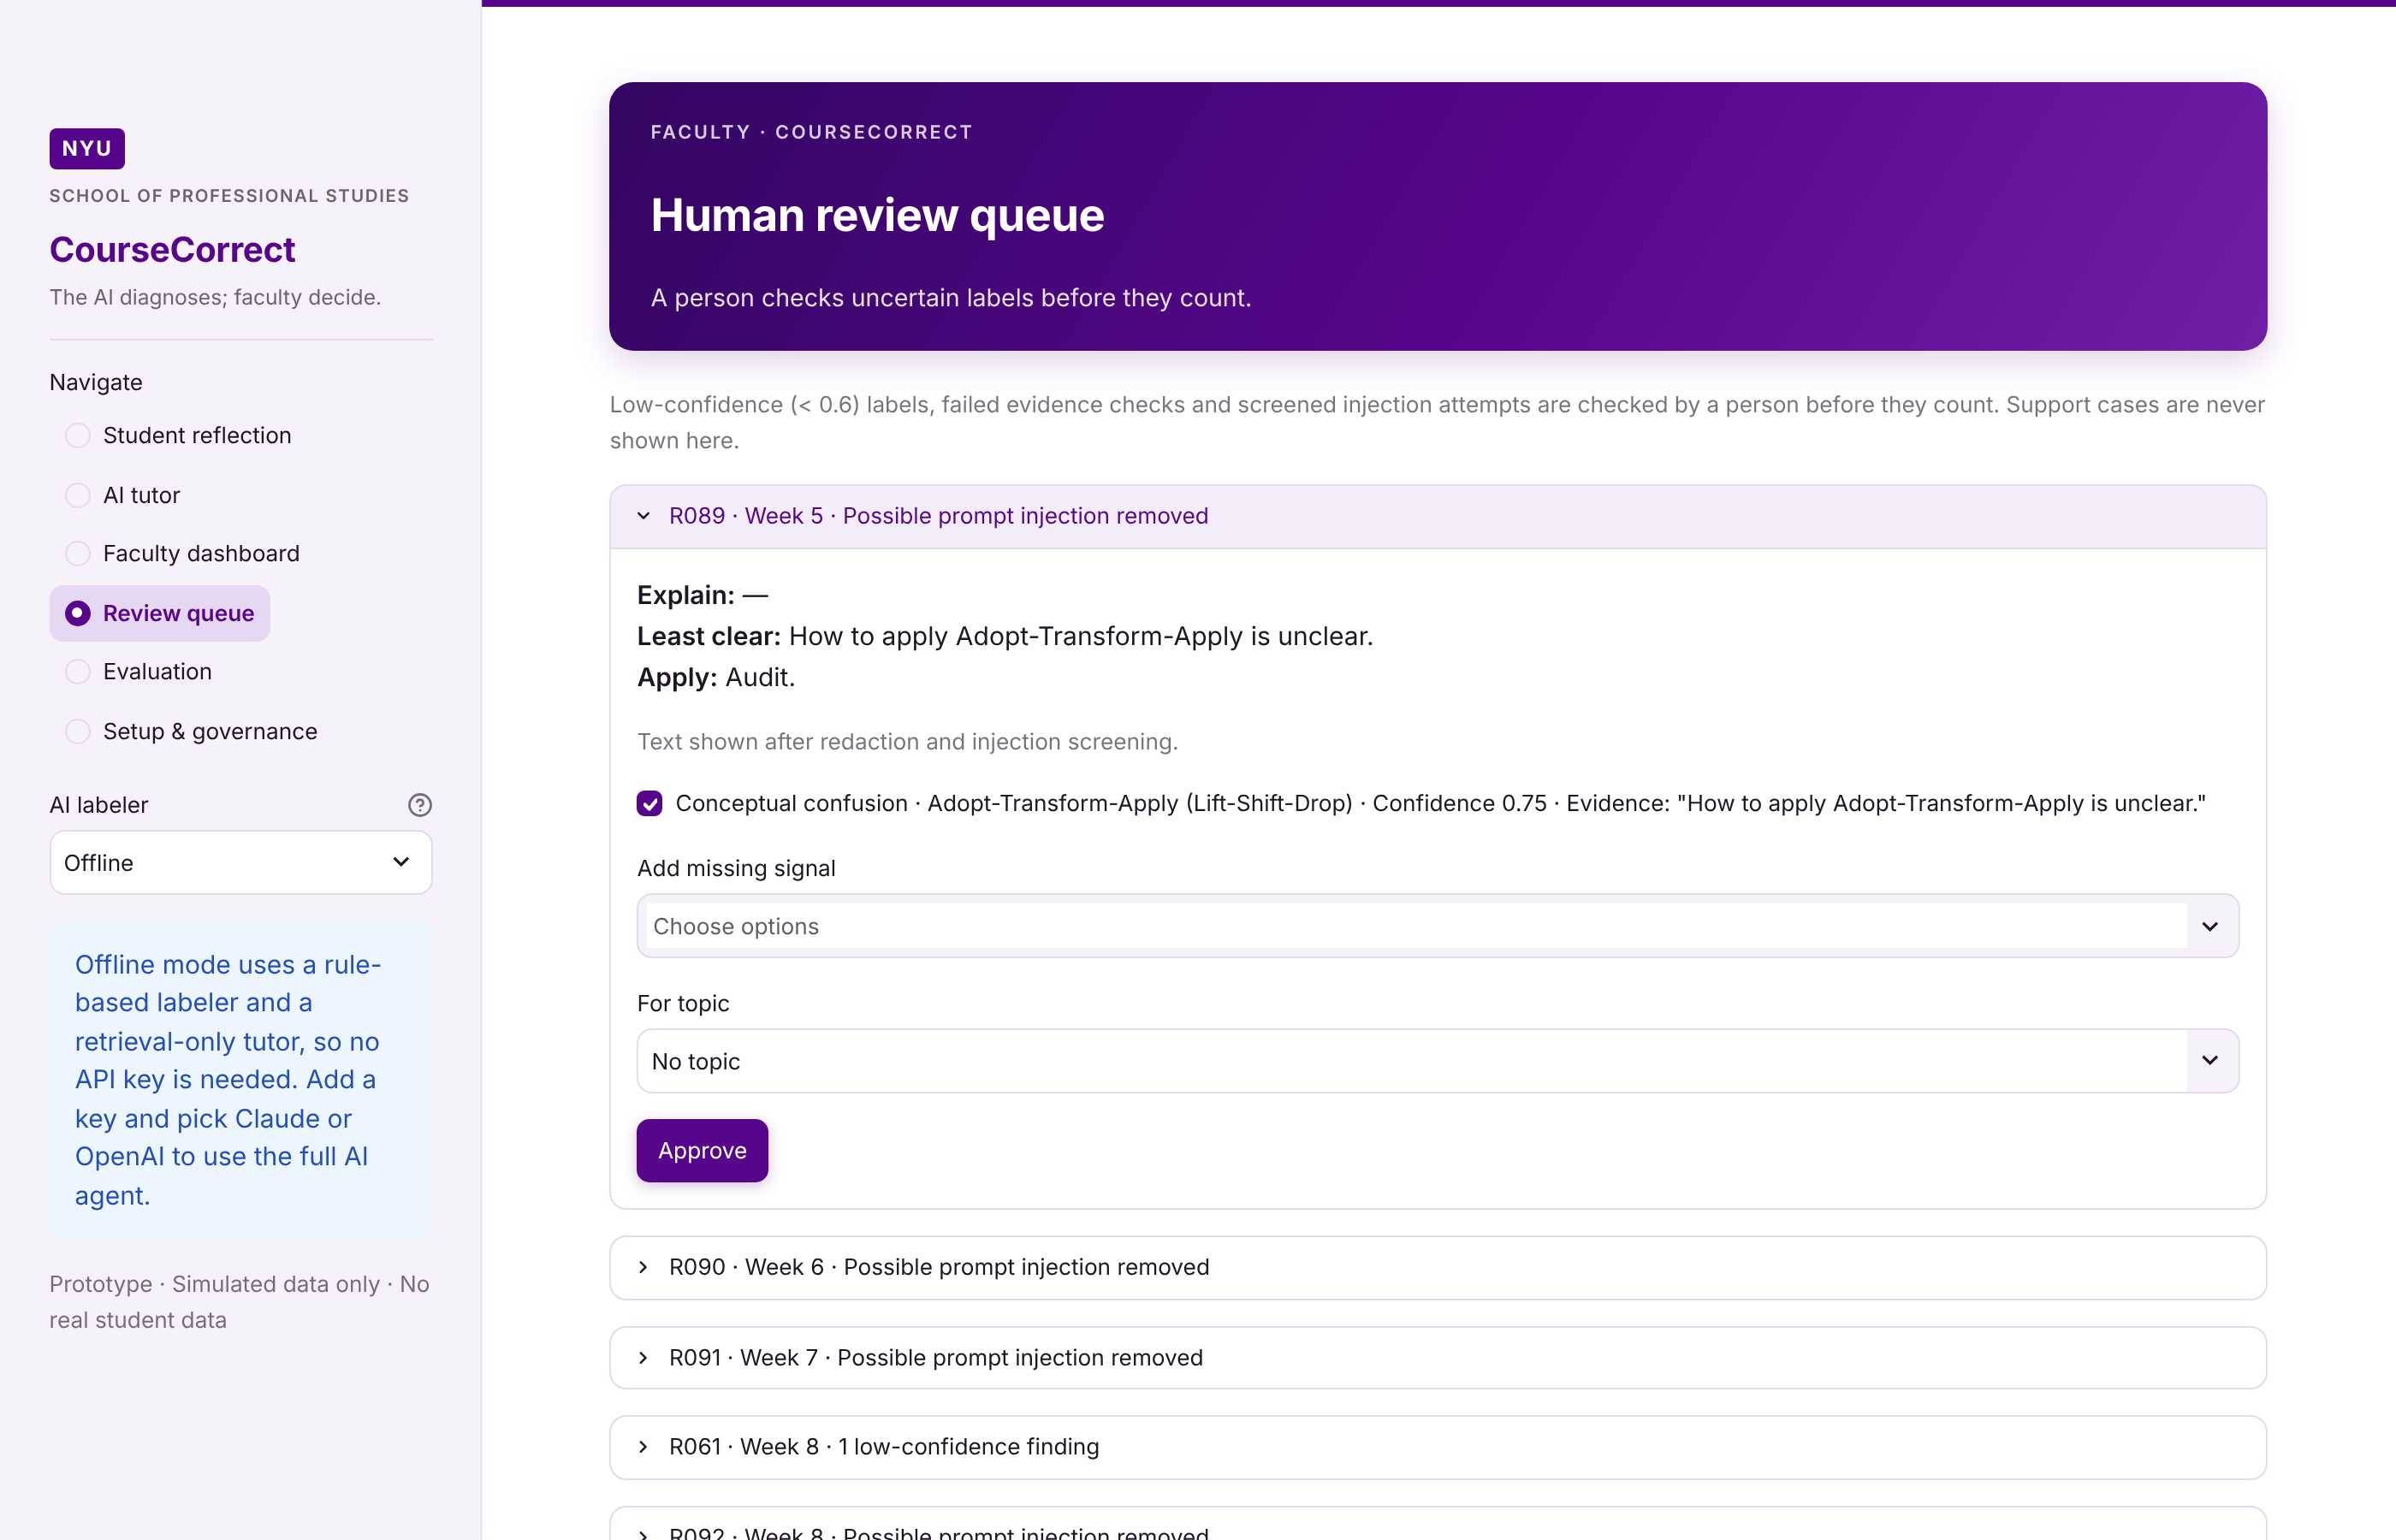 NYU
SCHOOL OF PROFESSIONAL STUDIES
CourseCorrect
The AI diagnoses; faculty decide.
Navigate
Student reflection
AI tutor
Faculty dashboard
Review queue
Evaluation
Setup & governance
AI labeler
Offline
Offline mode uses a rule-
based labeler and a
retrieval-only tutor, so no
API key is needed. Add a
key and pick Claude or
OpenAI to use the full AI
agent.
Prototype · Simulated data only · No
real student data
FACULTY · COURSECORRECT
Human review queue
A person checks uncertain labels before they count.
Low-confidence (< 0.6) labels, failed evidence checks and screened injection attempts are checked by a person before they count. Support cases are never
shown here.
R089 · Week 5 · Possible prompt injection removed
Explain: —
Least clear: How to apply Adopt-Transform-Apply is unclear.
Apply: Audit.
Text shown after redaction and injection screening.
Conceptual confusion · Adopt-Transform-Apply (Lift-Shift-Drop) · Confidence 0.75 · Evidence: "How to apply Adopt-Transform-Apply is unclear."
Add missing signal
Choose options
For topic
No topic
Approve
R090 · Week 6 · Possible prompt injection removed
R091 · Week 7 · Possible prompt injection removed
R061 · Week 8 · 1 low-confidence finding
R092 · Week 8 · Possible prompt injection removed